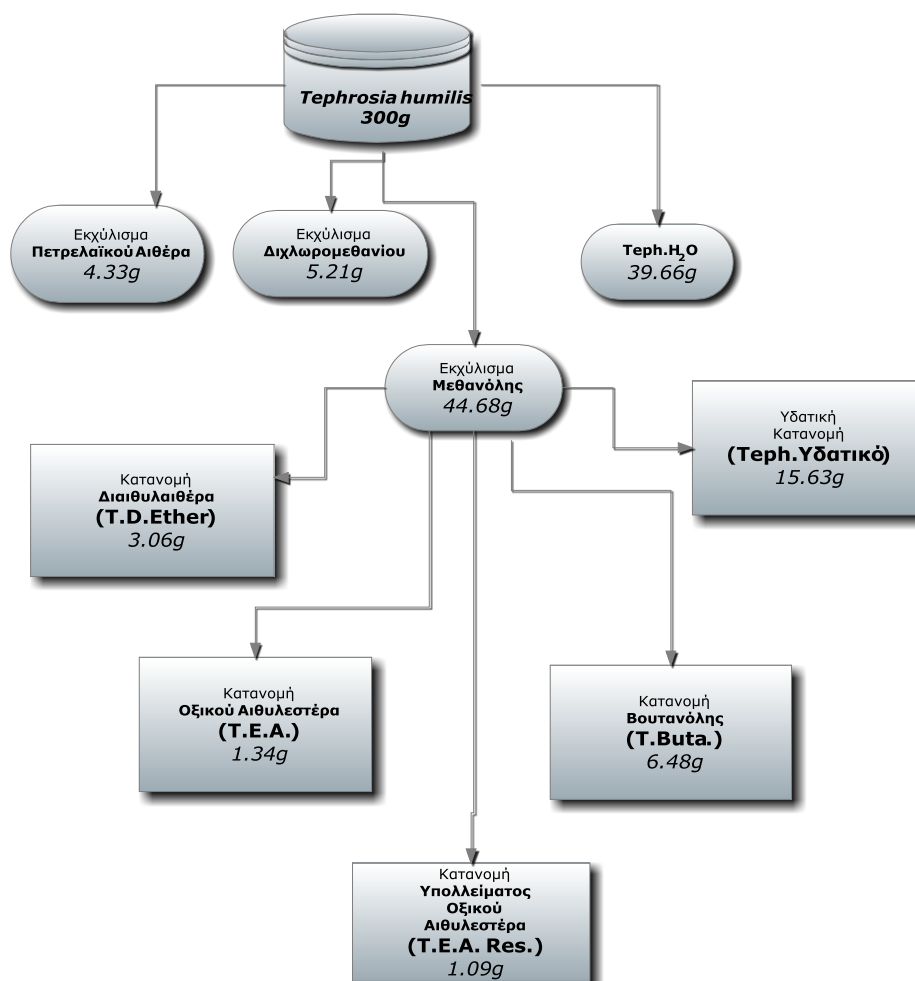 Tephrosia humilis
300g
Εκχύλισμα
Πετρελαϊκού Αιθέρα
4.33g
Εκχύλισμα
Διχλωρομεθανίου
5.21g
Teph.H₂O
39.66g
Εκχύλισμα
Μεθανόλης
44.68g
Υδατική
Κατανομή
(Teph.Υδατικό)
15.63g
Κατανομή
Διαιθυλαιθέρα
(T.D.Ether)
3.06g
Κατανομή
Οξικού Αιθυλεστέρα
(T.E.A.)
1.34g
Κατανομή
Βουτανόλης
(T.Buta.)
6.48g
Κατανομή
Υπολλείματος
Οξικού
Αιθυλεστέρα
(T.E.A. Res.)
1.09g